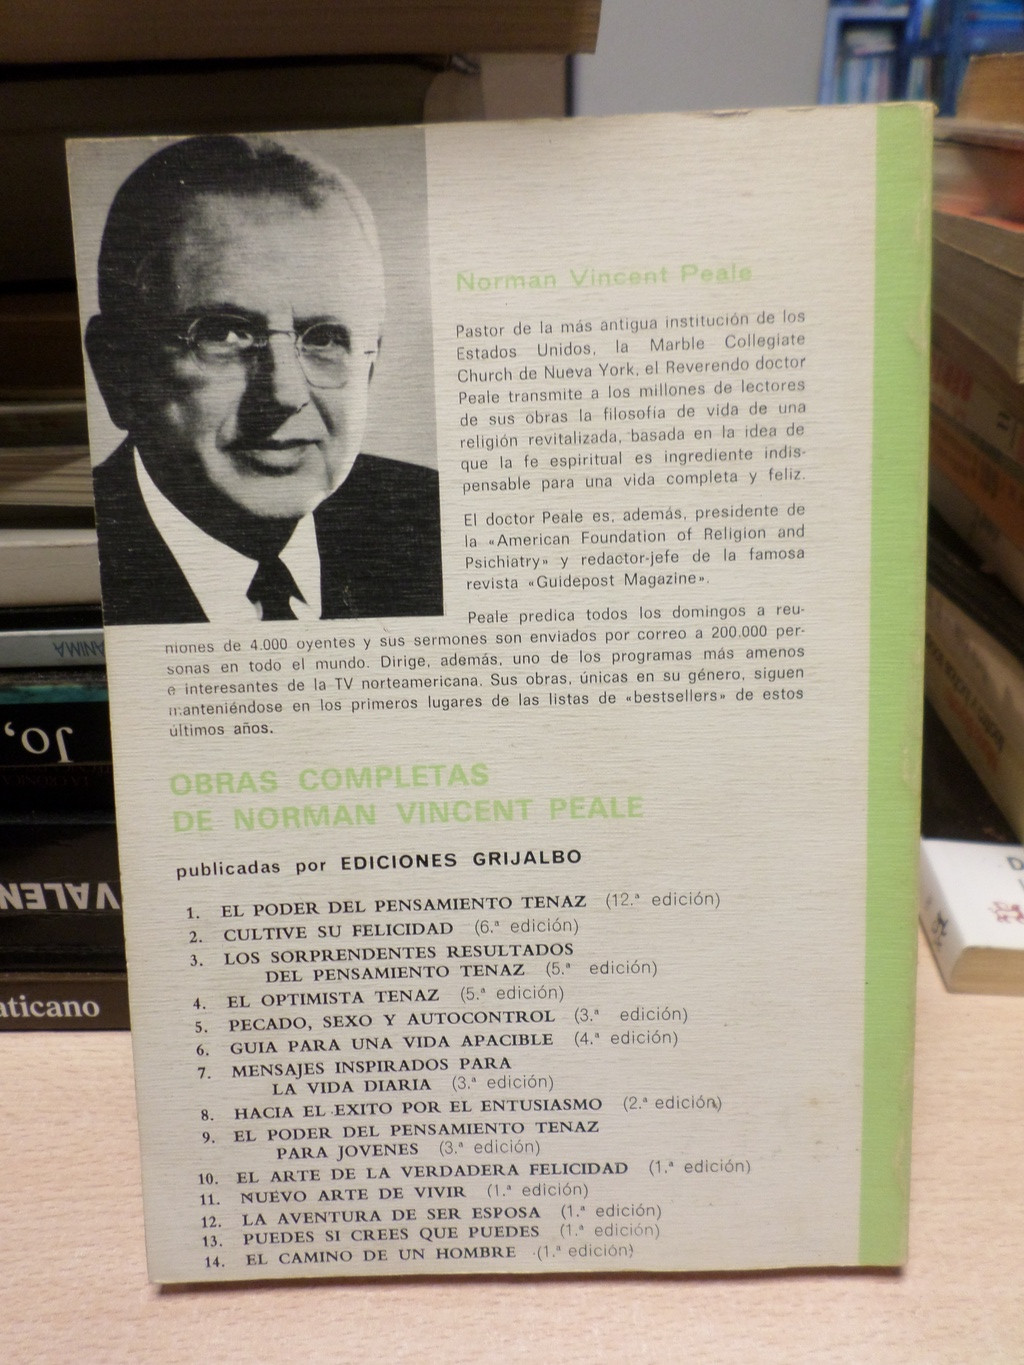 Norman Vincent Peale
Pastor de la más antigua institución de los
Estados Unidos, la Marble Collegiate
Church de Nueva York, el Reverendo doctor
Peale transmite a los millones de lectores
de sus obras la filosofía de vida de una
religión revitalizada, basada en la idea de
que la fe espiritual es ingrediente indis-
pensable para una vida completa y feliz.
El doctor Peale es, además, presidente de
la «American Foundation of Religion and
Psichiatry» y redactor-jefe de la famosa
revista «Guidepost Magazine».
Peale predica todos los domingos a reu-
niones de 4.000 oyentes y sus sermones son enviados por correo a 200.000 per-
sonas en todo el mundo. Dirige, además, uno de los programas más amenos
e interesantes de la TV norteamericana. Sus obras, únicas en su género, siguen
manteniéndose en los primeros lugares de las listas de «bestsellers» de estos
últimos años.
OBRAS COMPLETAS
DE NORMAN VINCENT PEALE
publicadas por EDICIONES GRIJALBO
1. EL PODER DEL PENSAMIENTO TENAZ (12.ª edición)
2. CULTIVE SU FELICIDAD (6.ª edición)
3. LOS SORPRENDENTES RESULTADOS
DEL PENSAMIENTO TENAZ (5.ª edición)
4. EL OPTIMISTA TENAZ (5.ª edición)
5. PECADO, SEXO Y AUTOCONTROL (3.ª edición)
6. GUIA PARA UNA VIDA APACIBLE (4.ª edición)
7. MENSAJES INSPIRADOS PARA
LA VIDA DIARIA (3.ª edición)
8. HACIA EL EXITO POR EL ENTUSIASMO (2.ª edición)
9. EL PODER DEL PENSAMIENTO TENAZ
PARA JOVENES (3.ª edición)
10. EL ARTE DE LA VERDADERA FELICIDAD (1.ª edición)
11. NUEVO ARTE DE VIVIR (1.ª edición)
12. LA AVENTURA DE SER ESPOSA (1.ª edición)
13. PUEDES SI CREES QUE PUEDES (1.ª edición)
14. EL CAMINO DE UN HOMBRE (1.ª edición)
ANIMA
JO,
VALEN
aticano